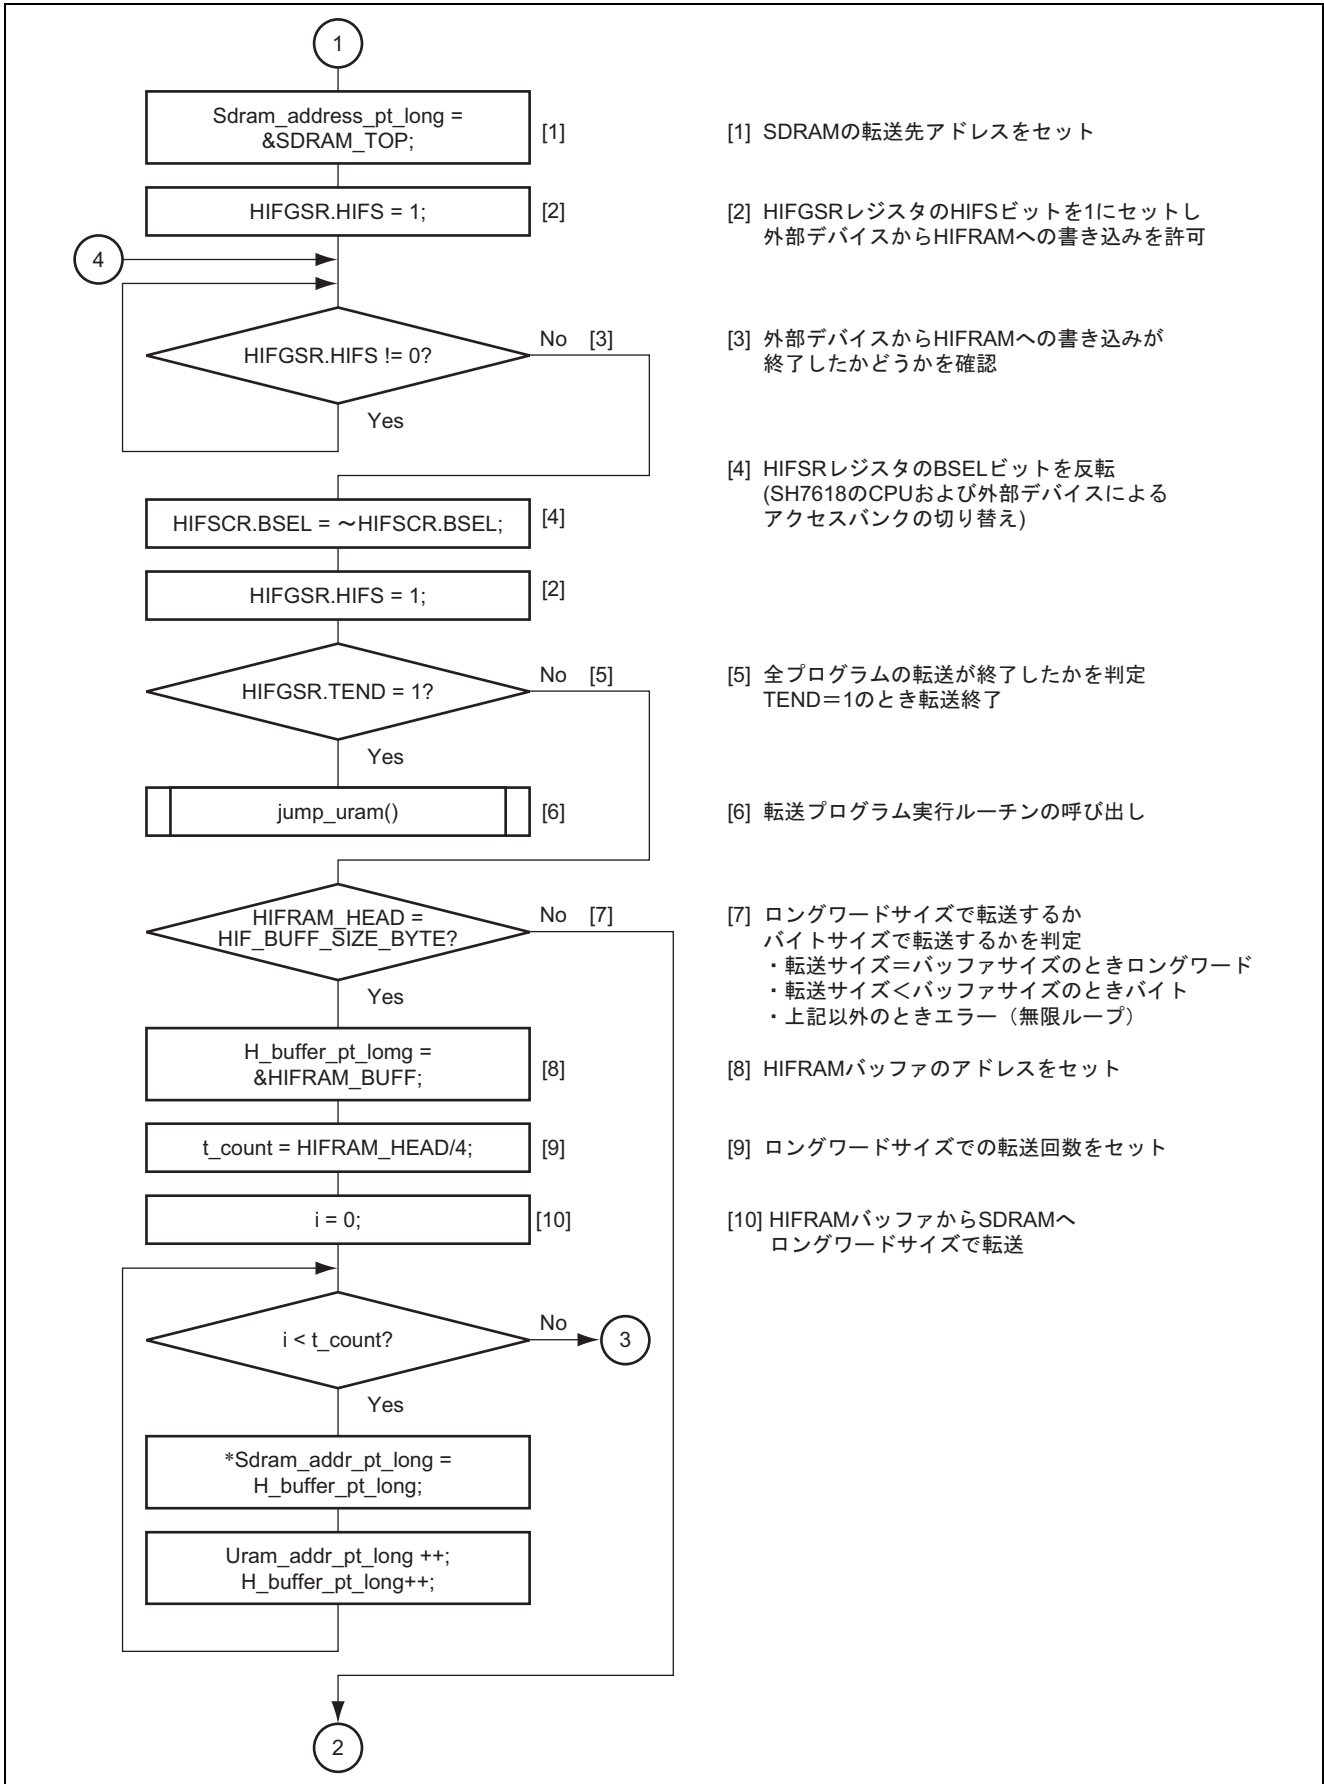 1
Sdram_address_pt_long =
&SDRAM_TOP;
[1]
[1] SDRAMの転送先アドレスをセット
HIFGSR.HIFS = 1;
[2]
[2] HIFGSRレジスタのHIFSビットを1にセットし
外部デバイスからHIFRAMへの書き込みを許可
4
HIFGSR.HIFS != 0?
No [3]
Yes
[3] 外部デバイスからHIFRAMへの書き込みが
終了したかどうかを確認
HIFSCR.BSEL = ～HIFSCR.BSEL;
[4]
[4] HIFSRレジスタのBSELビットを反転
(SH7618のCPUおよび外部デバイスによる
アクセスバンクの切り替え)
HIFGSR.HIFS = 1;
[2]
HIFGSR.TEND = 1?
No [5]
Yes
[5] 全プログラムの転送が終了したかを判定
TEND＝1のとき転送終了
jump_uram()
[6]
[6] 転送プログラム実行ルーチンの呼び出し
HIFRAM_HEAD =
HIF_BUFF_SIZE_BYTE?
No [7]
Yes
[7] ロングワードサイズで転送するか
バイトサイズで転送するかを判定
・転送サイズ＝バッファサイズのときロングワード
・転送サイズ＜バッファサイズのときバイト
・上記以外のときエラー（無限ループ）
H_buffer_pt_lomg =
&HIFRAM_BUFF;
[8]
[8] HIFRAMバッファのアドレスをセット
t_count = HIFRAM_HEAD/4;
[9]
[9] ロングワードサイズでの転送回数をセット
i = 0;
[10]
[10] HIFRAMバッファからSDRAMへ
ロングワードサイズで転送
i < t_count?
No
3
Yes
*Sdram_addr_pt_long =
H_buffer_pt_long;
Uram_addr_pt_long ++;
H_buffer_pt_long++;
2